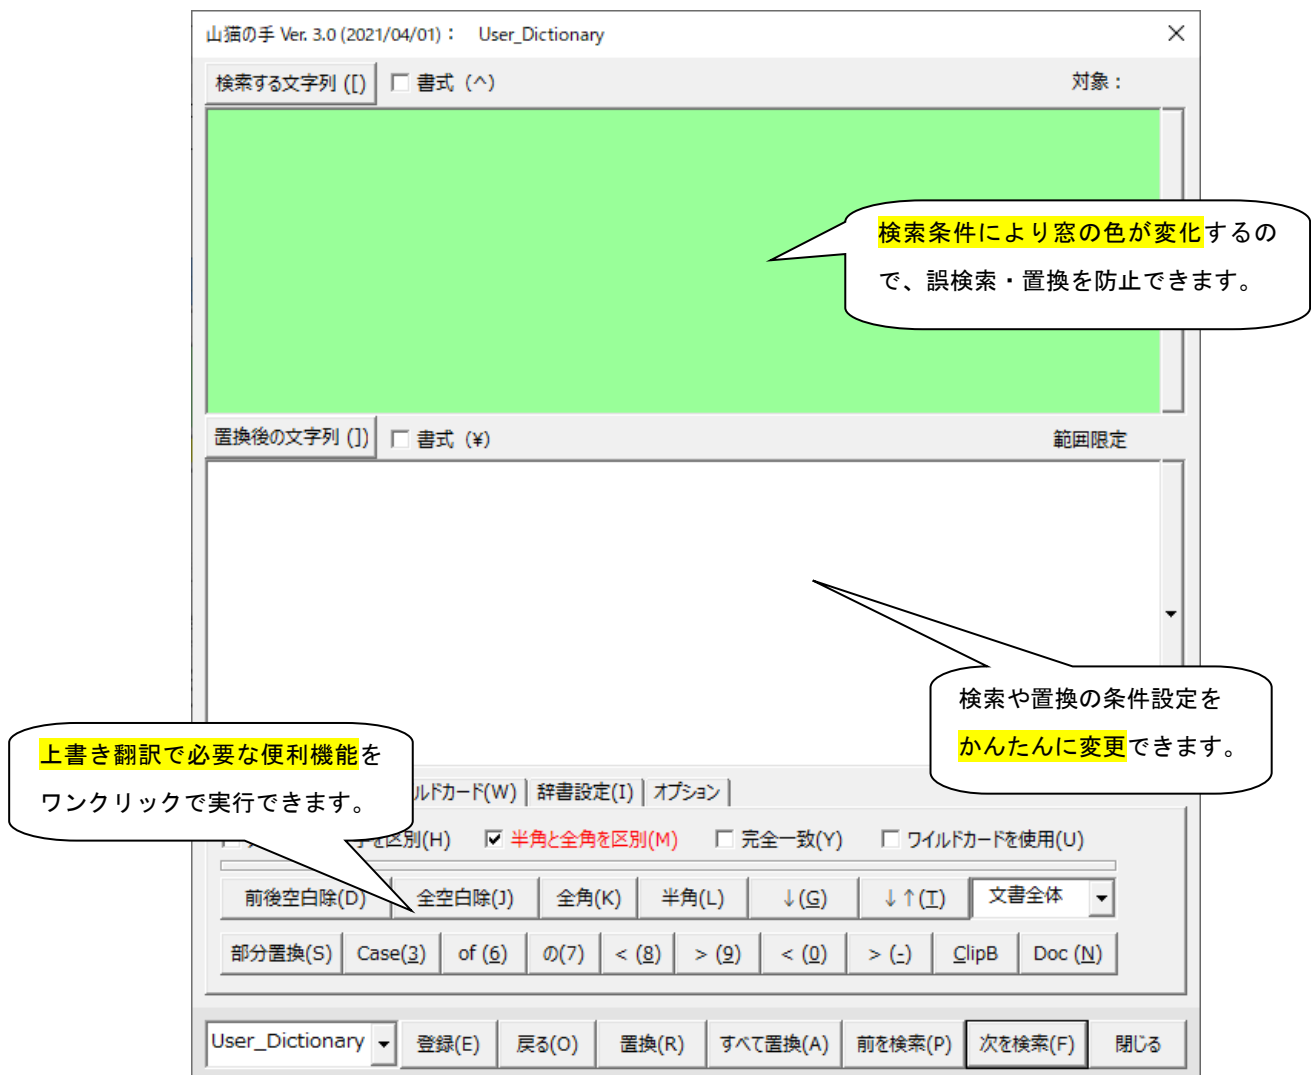 山猫の手 Ver. 3.0 (2021/04/01)： User_Dictionary
検索する文字列 ([) 書式 (^) 対象：
検索条件により窓の色が変化するの
で、誤検索・置換を防止できます。
置換後の文字列 (]) 書式 (¥) 範囲限定
検索や置換の条件設定を
かんたんに変更できます。
上書き翻訳で必要な便利機能を
ワンクリックで実行できます。
ルドカード(W) 辞書設定(I) オプション
を区別(H) 半角と全角を区別(M) 完全一致(Y) ワイルドカードを使用(U)
前後空白除(D) 全空白除(J) 全角(K) 半角(L) ↓(G) ↓↑(T) 文書全体
部分置換(S) Case(3) of (6) の(7) < (8) > (9) < (0) > (-) ClipB Doc (N)
User_Dictionary 登録(E) 戻る(O) 置換(R) すべて置換(A) 前を検索(P) 次を検索(F) 閉じる